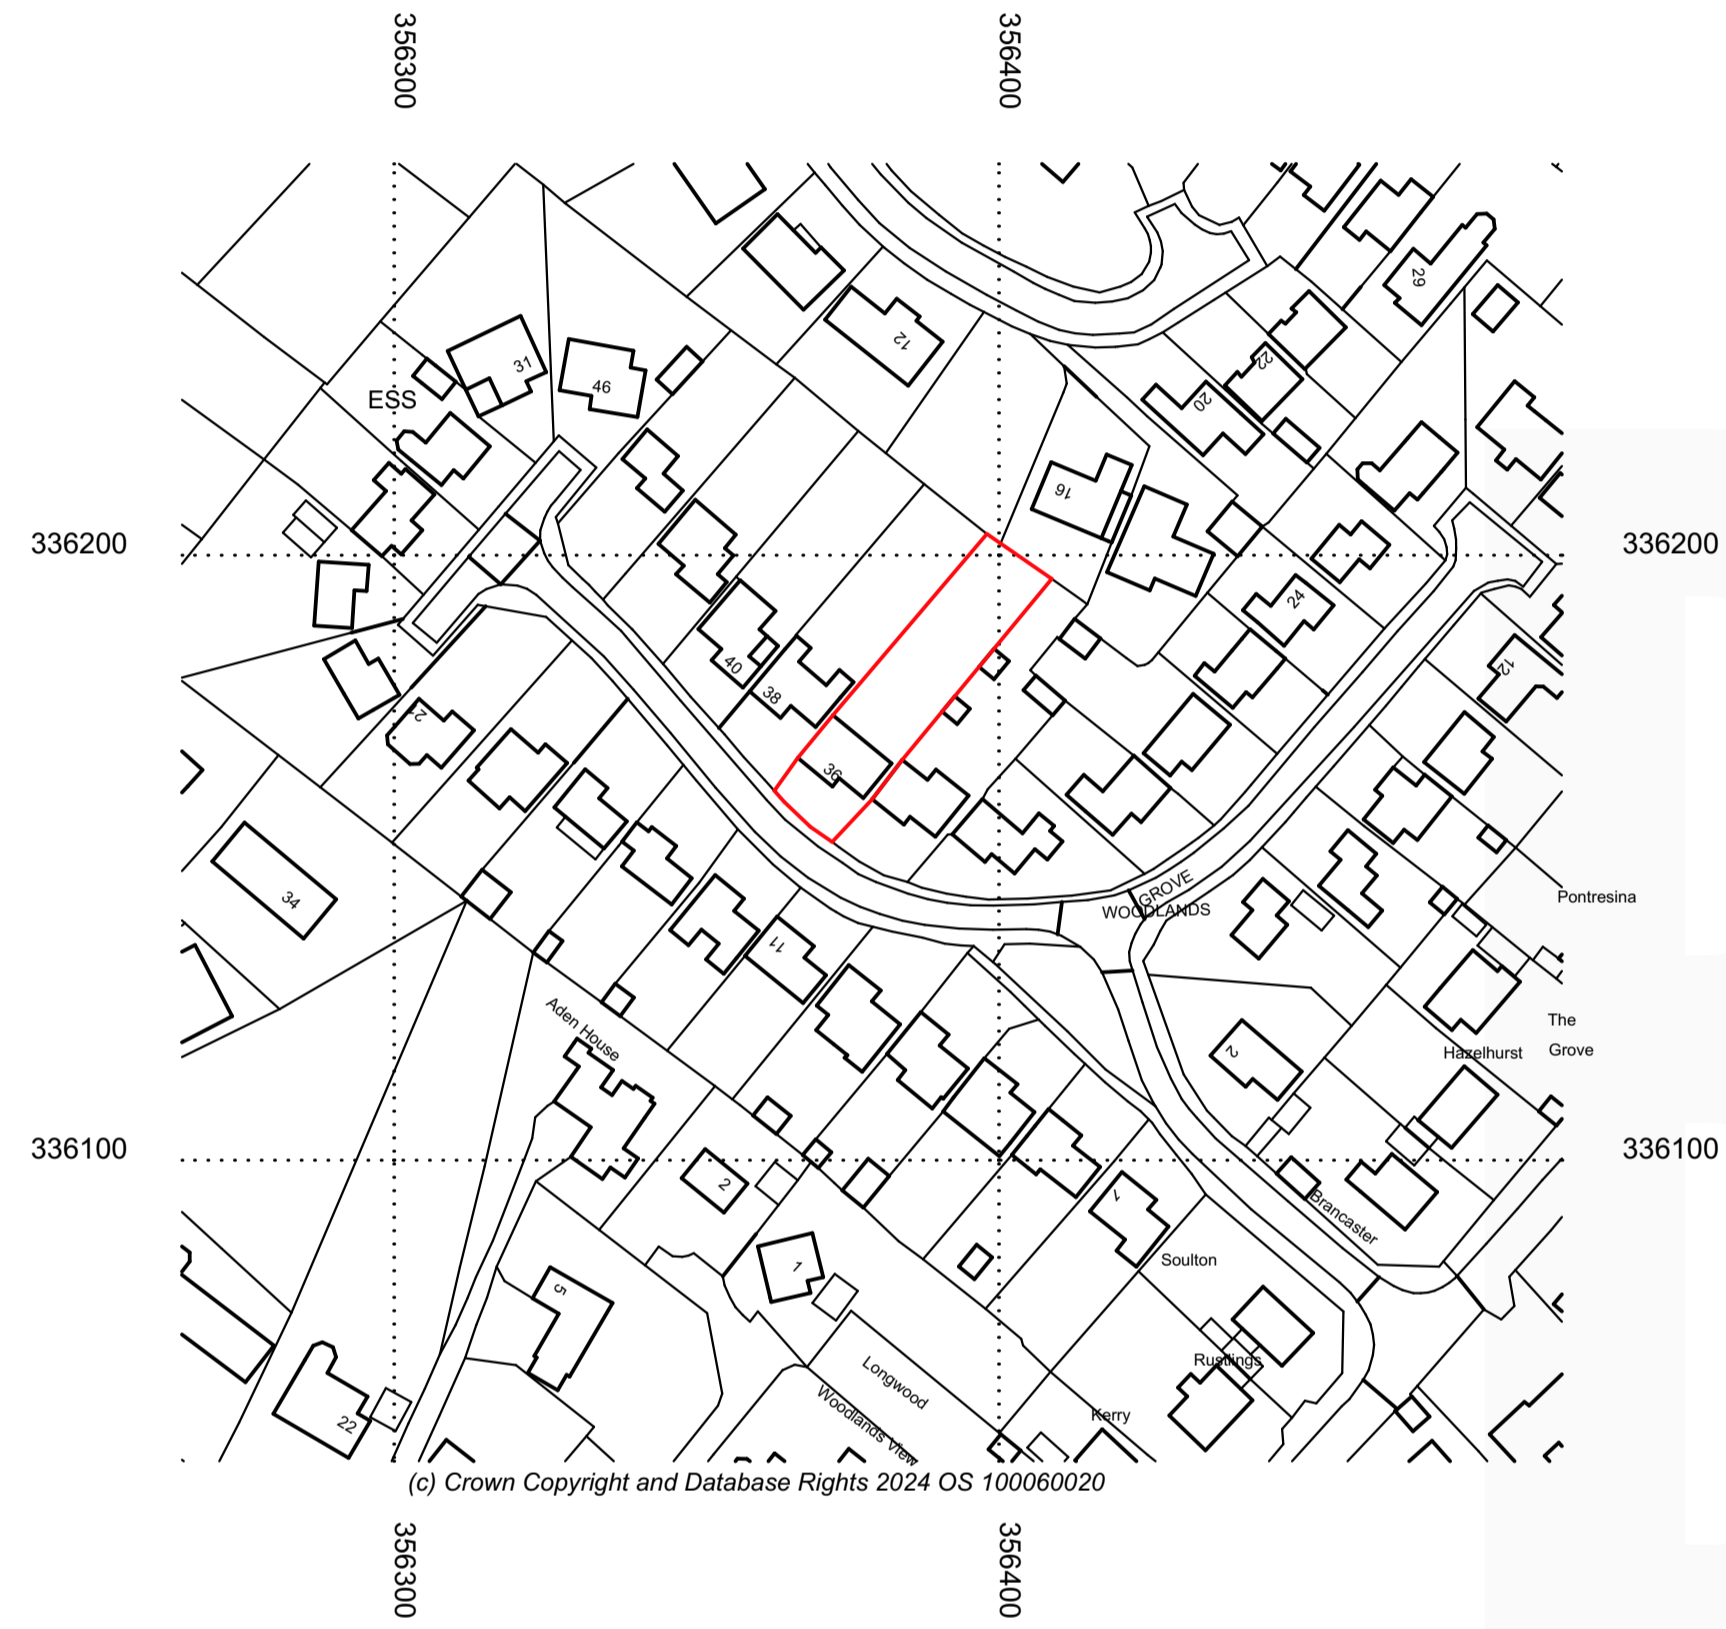 356300
356400
29
12
22
31
46
ESS
20
16
336200
336200
24
12
40
38
21
36
GROVE
WOODLANDS
Pontresina
34
11
Aden House
The
Grove
Hazelhurst
2
336100
336100
2
7
Brancaster
Soulton
1
5
Rustlings
Longwood
Woodlands View
Kerry
22
(c) Crown Copyright and Database Rights 2024 OS 100060020
356300
356400